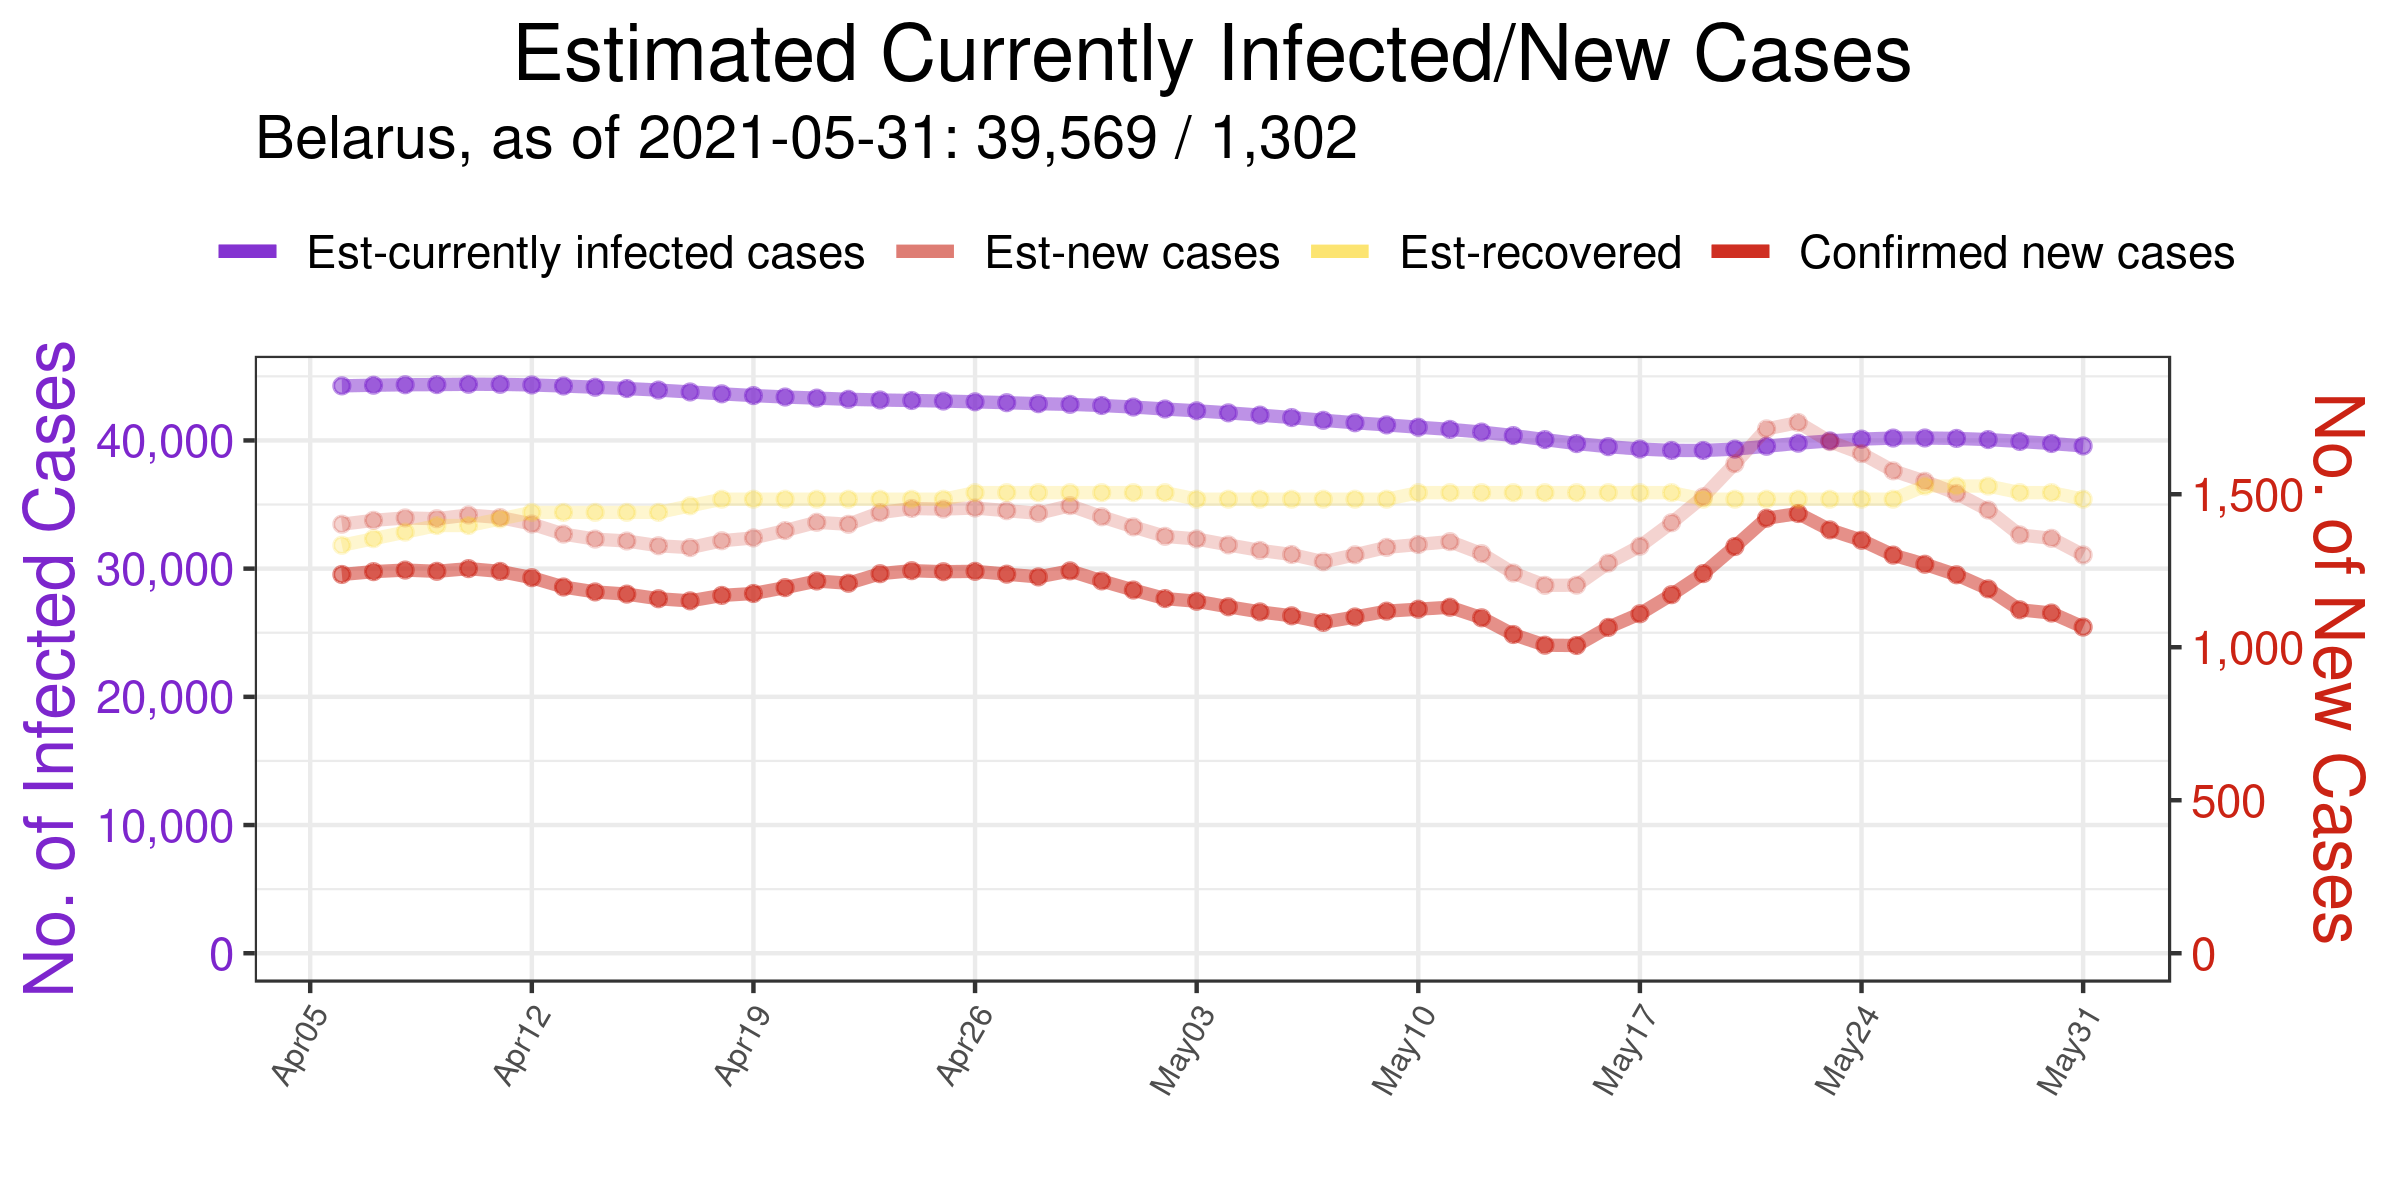 Estimated Currently Infected/New Cases
Belarus, as of 2021-05-31: 39,569 / 1,302
Est-currently infected cases Est-new cases Est-recovered Confirmed new cases
No. of Infected Cases
40,000
30,000
20,000
10,000
0
1,500
1,000
500
0
No. of New Cases
Apr05 Apr12 Apr19 Apr26 May03 May10 May17 May24 May31